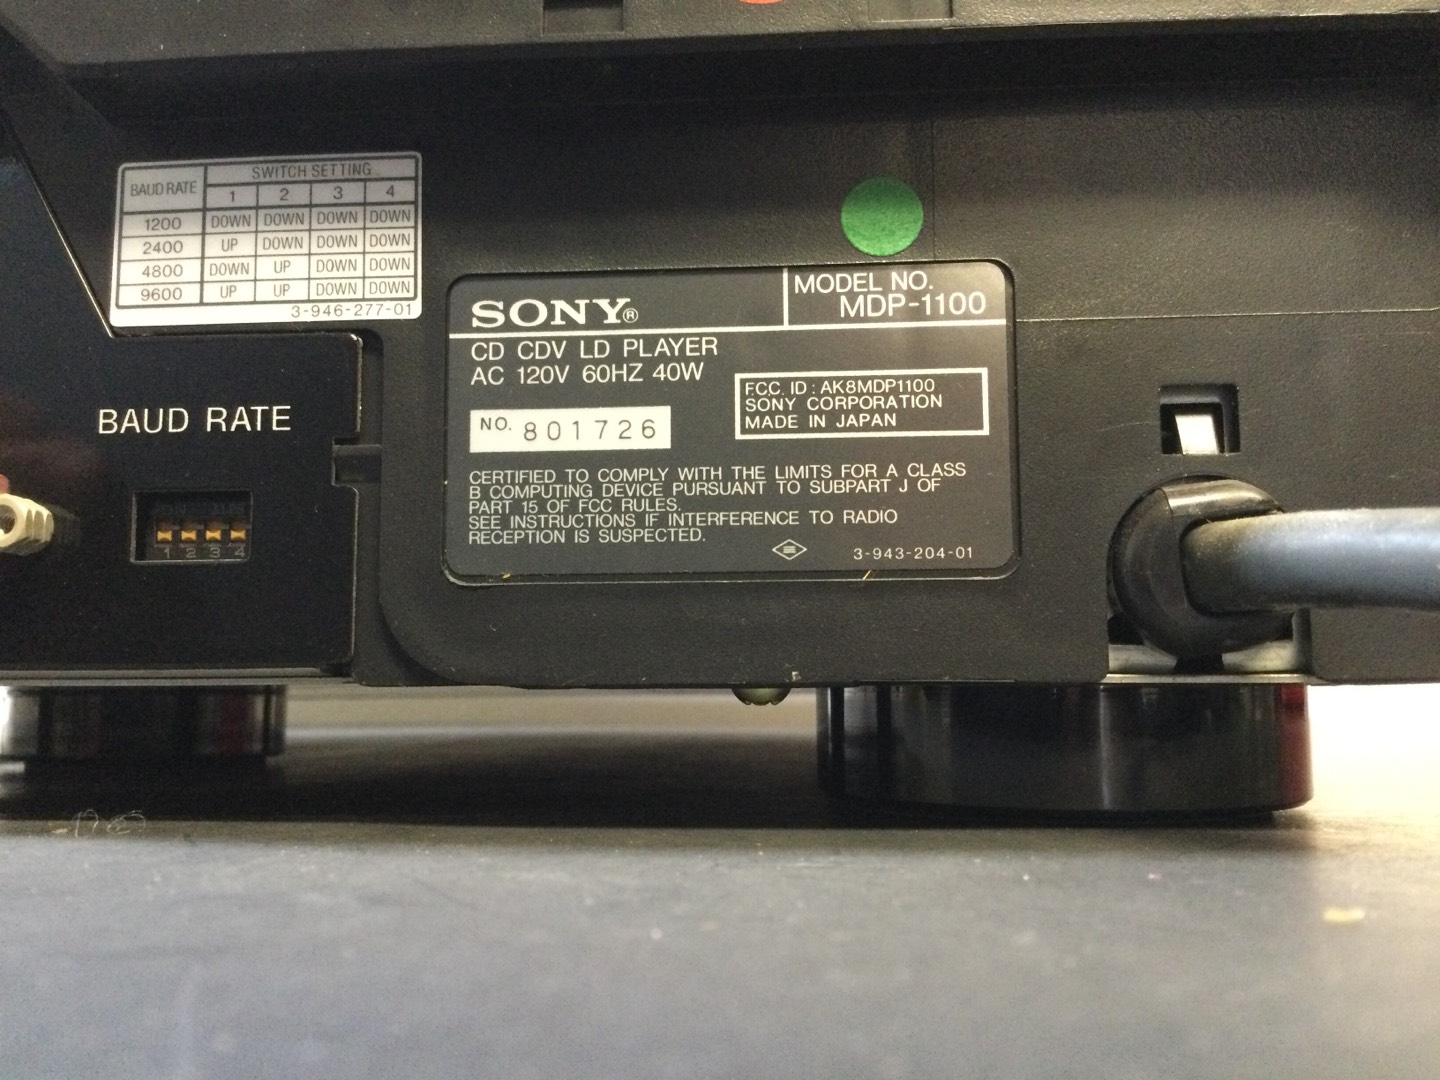 BAUD RATE SWITCH SETTING
1 2 3 4
1200 DOWN DOWN DOWN DOWN
2400 UP DOWN DOWN DOWN
4800 DOWN UP DOWN DOWN
9600 UP UP DOWN DOWN
3-946-277-01
BAUD RATE
1 2 3 4
SONY®
MODEL NO.
MDP-1100
CD CDV LD PLAYER
AC 120V 60HZ 40W
NO. 801726
F.C.C. ID : AK8MDP1100
SONY CORPORATION
MADE IN JAPAN
CERTIFIED TO COMPLY WITH THE LIMITS FOR A CLASS
B COMPUTING DEVICE PURSUANT TO SUBPART J OF
PART 15 OF FCC RULES.
SEE INSTRUCTIONS IF INTERFERENCE TO RADIO
RECEPTION IS SUSPECTED.
3-943-204-01